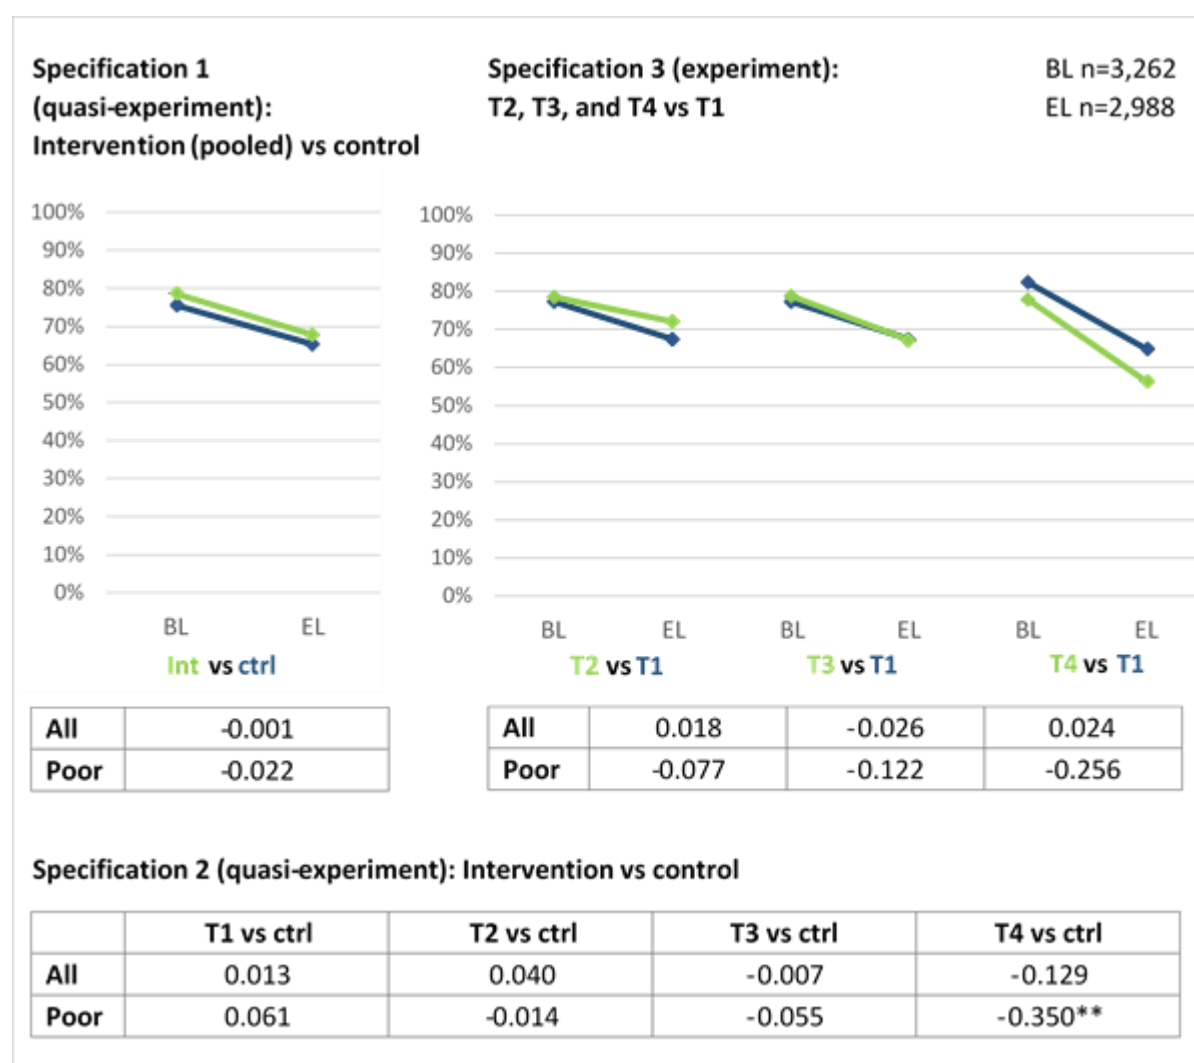 Specification 1
(quasi-experiment):
Intervention (pooled) vs control
Specification 3 (experiment):
T2, T3, and T4 vs T1
BL n=3,262
EL n=2,988
100%
90%
80%
70%
60%
50%
40%
30%
20%
10%
0%
BL EL
Int vs ctrl
100%
90%
80%
70%
60%
50%
40%
30%
20%
10%
0%
BL EL BL EL BL EL
T2 vs T1 T3 vs T1 T4 vs T1
All -0.001
Poor -0.022
All 0.018 -0.026 0.024
Poor -0.077 -0.122 -0.256
Specification 2 (quasi-experiment): Intervention vs control
T1 vs ctrl T2 vs ctrl T3 vs ctrl T4 vs ctrl
All 0.013 0.040 -0.007 -0.129
Poor 0.061 -0.014 -0.055 -0.350**